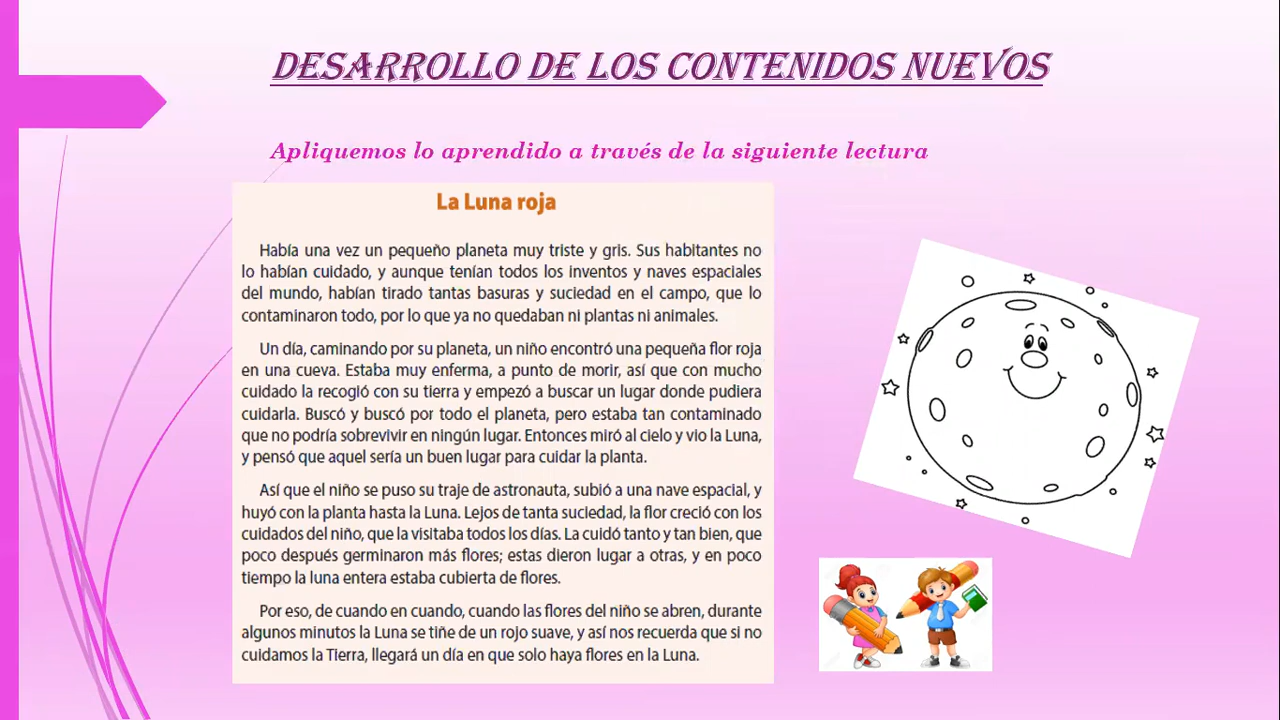 DESARROLLO DE LOS CONTENIDOS NUEVOS
Apliquemos lo aprendido a través de la siguiente lectura
La Luna roja
Había una vez un pequeño planeta muy triste y gris. Sus habitantes no
lo habían cuidado, y aunque tenían todos los inventos y naves espaciales
del mundo, habían tirado tantas basuras y suciedad en el campo, que lo
contaminaron todo, por lo que ya no quedaban ni plantas ni animales.
Un día, caminando por su planeta, un niño encontró una pequeña flor roja
en una cueva. Estaba muy enferma, a punto de morir, así que con mucho
cuidado la recogió con su tierra y empezó a buscar un lugar donde pudiera
cuidarla. Buscó y buscó por todo el planeta, pero estaba tan contaminado
que no podría sobrevivir en ningún lugar. Entonces miró al cielo y vio la Luna,
y pensó que aquel sería un buen lugar para cuidar la planta.
Así que el niño se puso su traje de astronauta, subió a una nave espacial, y
huyó con la planta hasta la Luna. Lejos de tanta suciedad, la flor creció con los
cuidados del niño, que la visitaba todos los días. La cuidó tanto y tan bien, que
poco después germinaron más flores; estas dieron lugar a otras, y en poco
tiempo la luna entera estaba cubierta de flores.
Por eso, de cuando en cuando, cuando las flores del niño se abren, durante
algunos minutos la Luna se tiñe de un rojo suave, y así nos recuerda que si no
cuidamos la Tierra, llegará un día en que solo haya flores en la Luna.